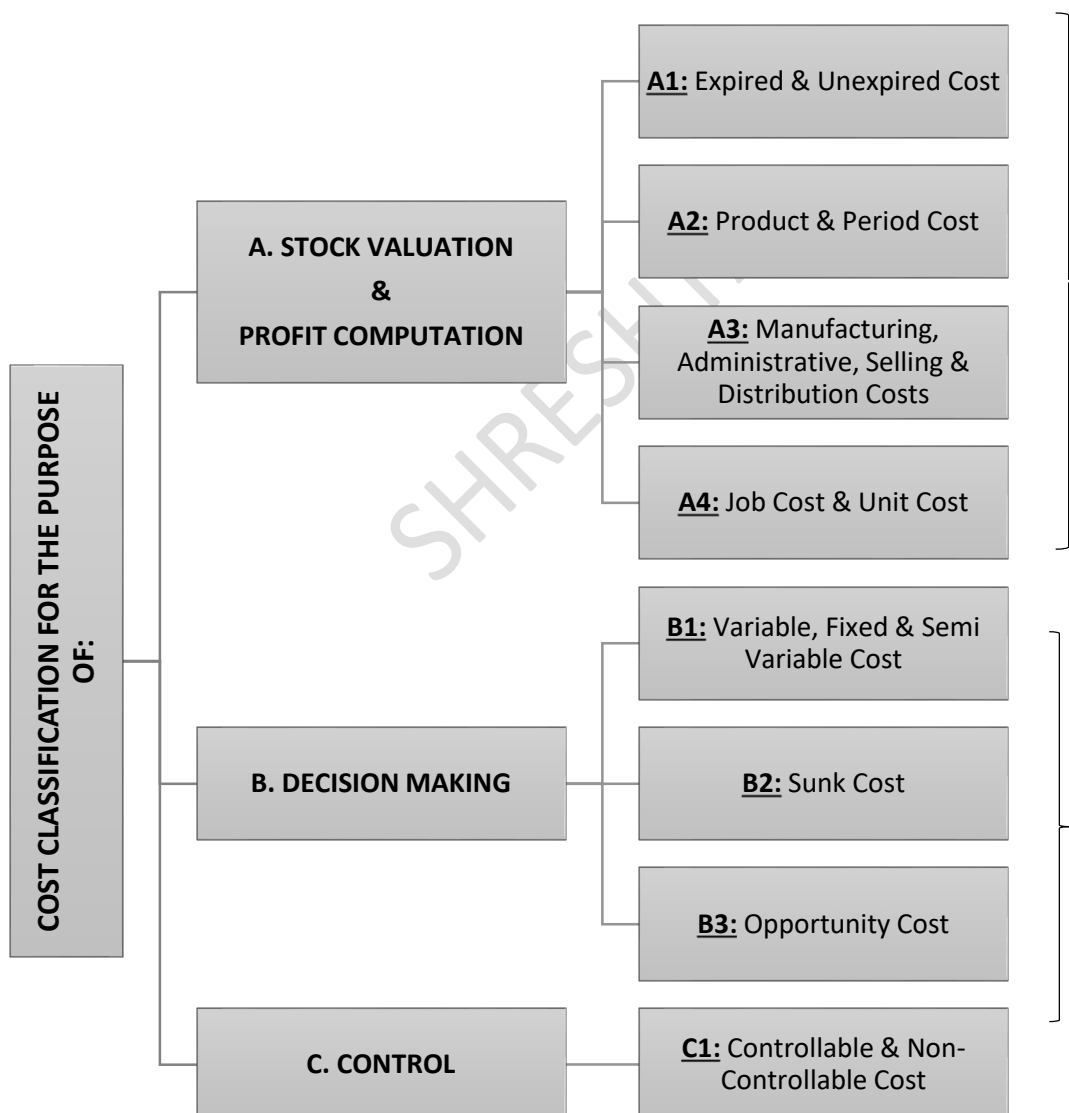 COST CLASSIFICATION FOR THE PURPOSE
OF:
A. STOCK VALUATION
&
PROFIT COMPUTATION
A1: Expired & Unexpired Cost
A2: Product & Period Cost
A3: Manufacturing,
Administrative, Selling &
Distribution Costs
A4: Job Cost & Unit Cost
B. DECISION MAKING
B1: Variable, Fixed & Semi
Variable Cost
B2: Sunk Cost
B3: Opportunity Cost
C. CONTROL
C1: Controllable & Non-
Controllable Cost